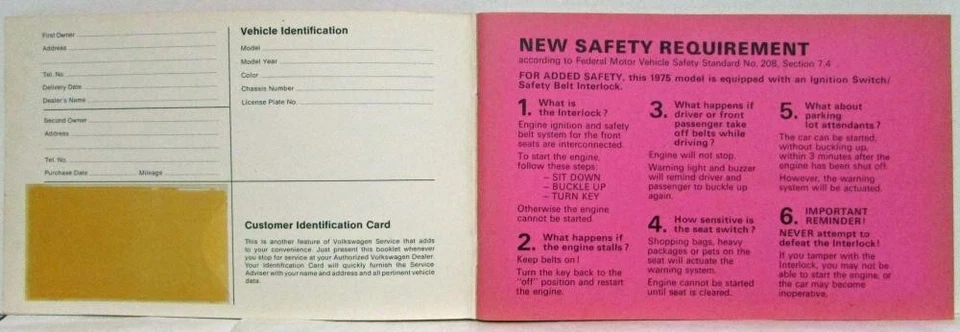 First Owner
Address
Tel. No.
Delivery Date
Dealer's Name
Second Owner
Address
Tel. No.
Purchase Date Mileage
Vehicle Identification
Model
Model Year
Color
Chassis Number
License Plate No.
Customer Identification Card
This is another feature of Volkswagen Service that adds
to your convenience. Just present this booklet whenever
you stop for service at your Authorized Volkswagen Dealer.
Your Identification Card will quickly furnish the Service
Adviser with your name and address and all pertinent vehicle
data.
NEW SAFETY REQUIREMENT
according to Federal Motor Vehicle Safety Standard No. 208, Section 7.4
FOR ADDED SAFETY, this 1975 model is equipped with an Ignition Switch/
Safety Belt Interlock.
1. What is
the Interlock?
Engine ignition and safety
belt system for the front
seats are interconnected.
To start the engine,
follow these steps:
– SIT DOWN
– BUCKLE UP
– TURN KEY
Otherwise the engine
cannot be started.
2. What happens if
the engine stalls?
Keep belts on!
Turn the key back to the
"off" position and restart
the engine.
3. What happens if
driver or front
passenger take
off belts while
driving?
Engine will not stop.
Warning light and buzzer
will remind driver and
passenger to buckle up
again.
4. How sensitive is
the seat switch?
Shopping bags, heavy
packages or pets on the
seat will actuate the
warning system.
Engine cannot be started
until seat is cleared.
5. What about
parking
lot attendants?
The car can be started,
without buckling up,
within 3 minutes after the
engine has been shut off.
However, the warning
system will be actuated.
6. IMPORTANT
REMINDER!
NEVER attempt to
defeat the Interlock!
If you tamper with the
Interlock, you may not be
able to start the engine, or
the car may become
inoperative.